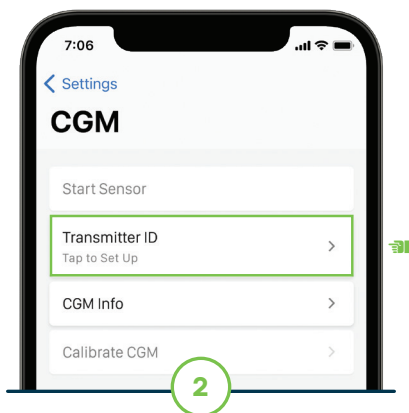 7:06
Settings
CGM
Start Sensor
Transmitter ID
Tap to Set Up
CGM Info
Calibrate CGM
2